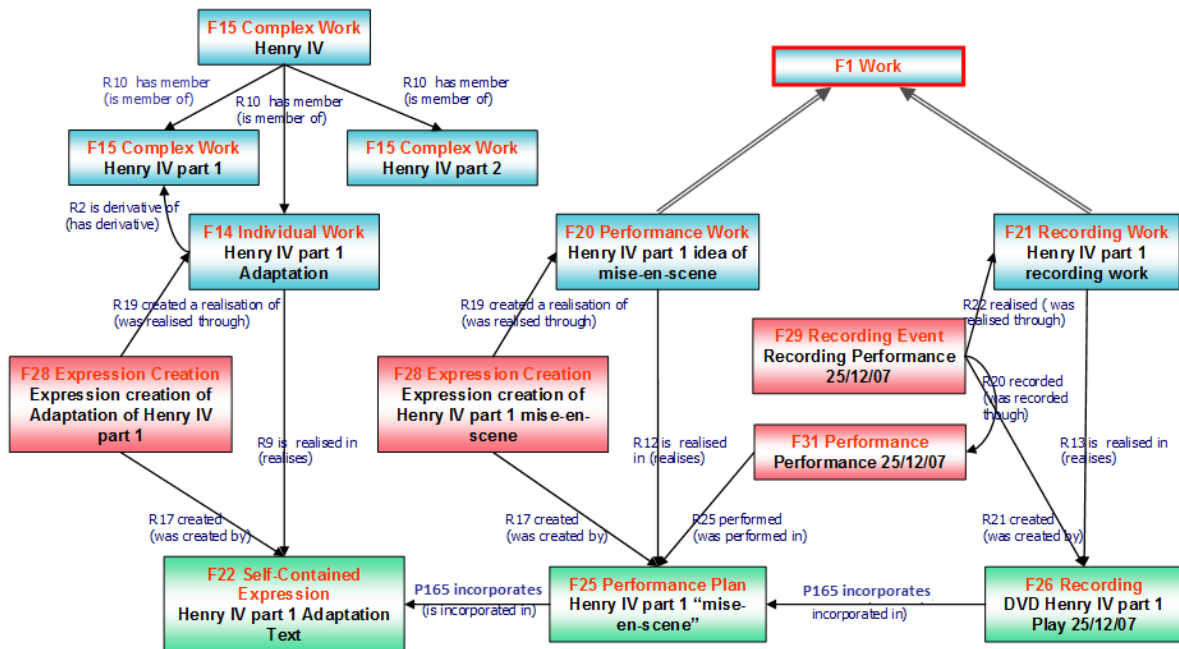 F15 Complex Work
Henry IV
F1 Work
R10 has member
(is member of)
R10 has member
(is member of)
R10 has member
(is member of)
F15 Complex Work
Henry IV part 1
F15 Complex Work
Henry IV part 2
R2 is derivative of
(has derivative)
F14 Individual Work
Henry IV part 1
Adaptation
F20 Performance Work
Henry IV part 1 idea of
mise-en-scene
F21 Recording Work
Henry IV part 1
recording work
R19 created a realisation of
(was realised through)
R19 created a realisation of
(was realised through)
R22 realised ( was
realised through)
F29 Recording Event
Recording Performance
25/12/07
F28 Expression Creation
Expression creation of
Adaptation of Henry IV
part 1
F28 Expression Creation
Expression creation of
Henry IV part 1 mise-en-
scene
R20 recorded
(was recorded
though)
R9 is realised in
(realises)
R12 is realised
in (realises)
F31 Performance
Performance 25/12/07
R13 is realised in
(realises)
R17 created
(was created by)
R17 created
(was created by)
R25 performed
(was performed in)
R21 created
(was created by)
F22 Self-Contained
Expression
Henry IV part 1 Adaptation
Text
P165 incorporates
(is incorporated in)
F25 Performance Plan
Henry IV part 1 “mise-
en-scene”
P165 incorporates
incorporated in)
F26 Recording
DVD Henry IV part 1
Play 25/12/07